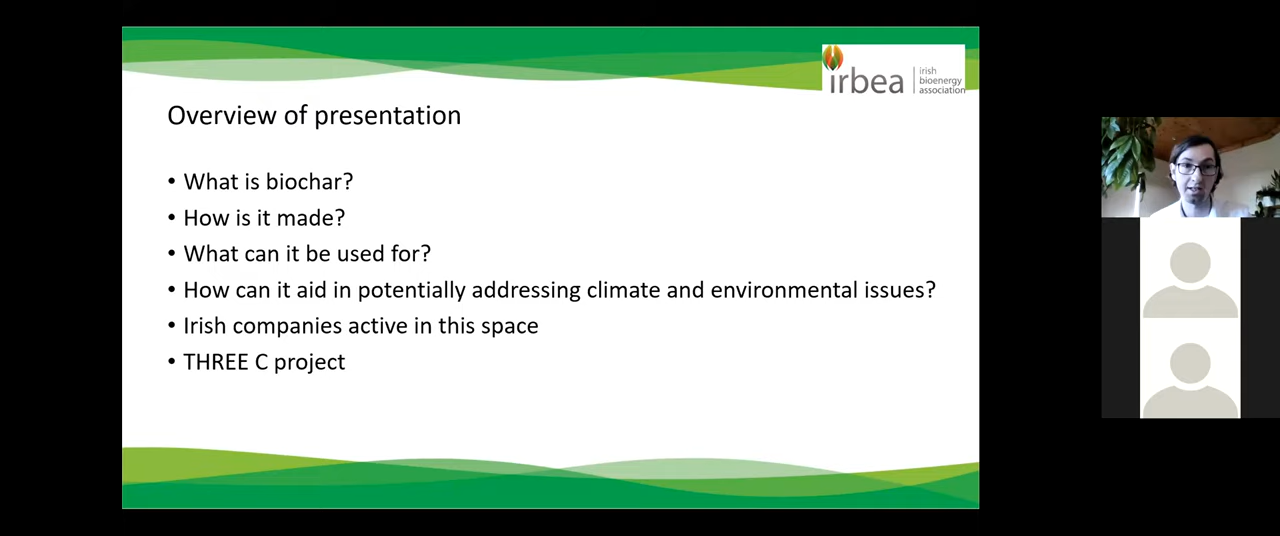 irbea
irish
bioenergy
association
Overview of presentation
• What is biochar?
• How is it made?
• What can it be used for?
• How can it aid in potentially addressing climate and environmental issues?
• Irish companies active in this space
• THREE C project